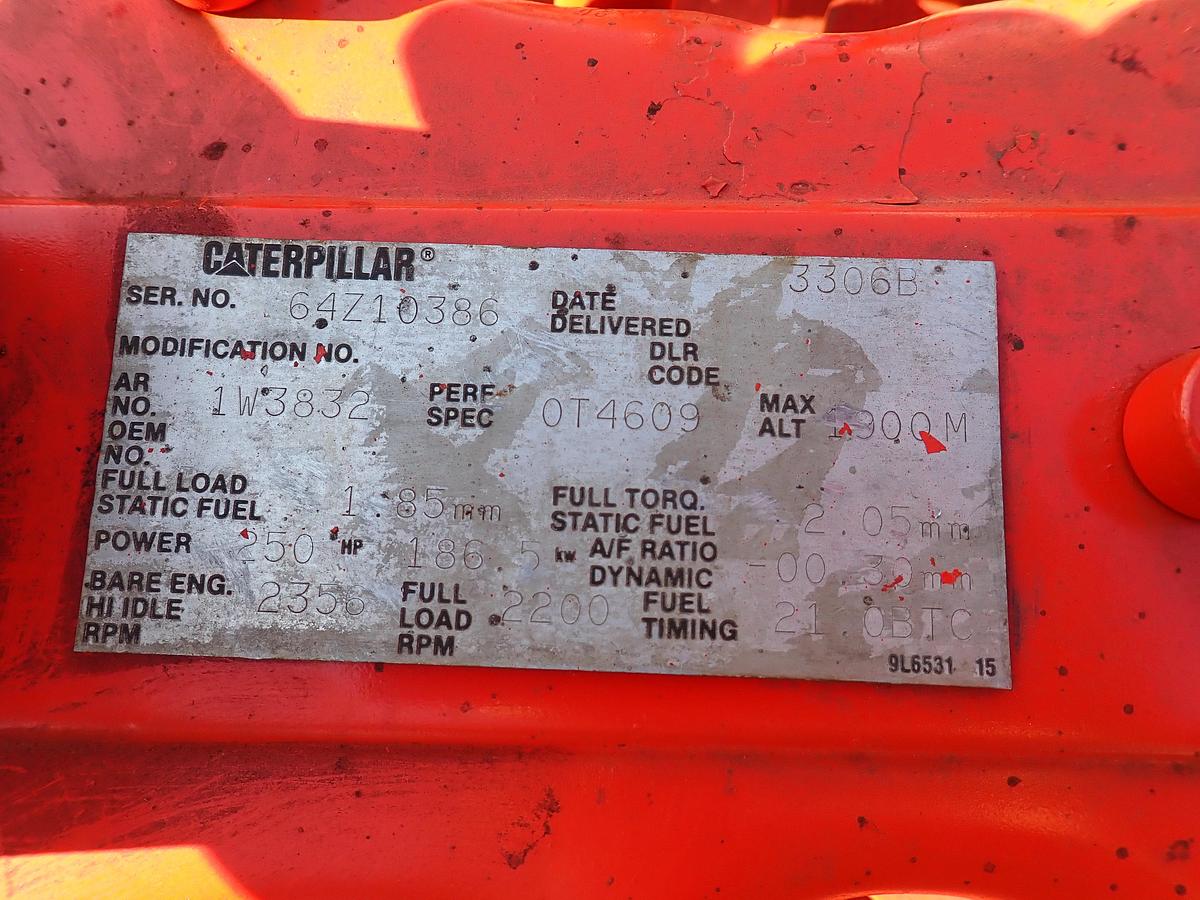 CATERPILLAR® 3306B
SER. NO. 64Z10386 DATE DELIVERED
MODIFICATION NO. DLR CODE
AR NO. 1W3832 PERF SPEC 0T4609 MAX ALT 1900M
OEM NO.
FULL LOAD STATIC FUEL 1.85mm FULL TORQ. STATIC FUEL 2.05mm
POWER 250 HP 186.5 kw A/F RATIO DYNAMIC -00.30mm
BARE ENG. HI IDLE RPM 2356 FULL LOAD RPM 2200 FUEL TIMING 21.0BTC
9L6531 15